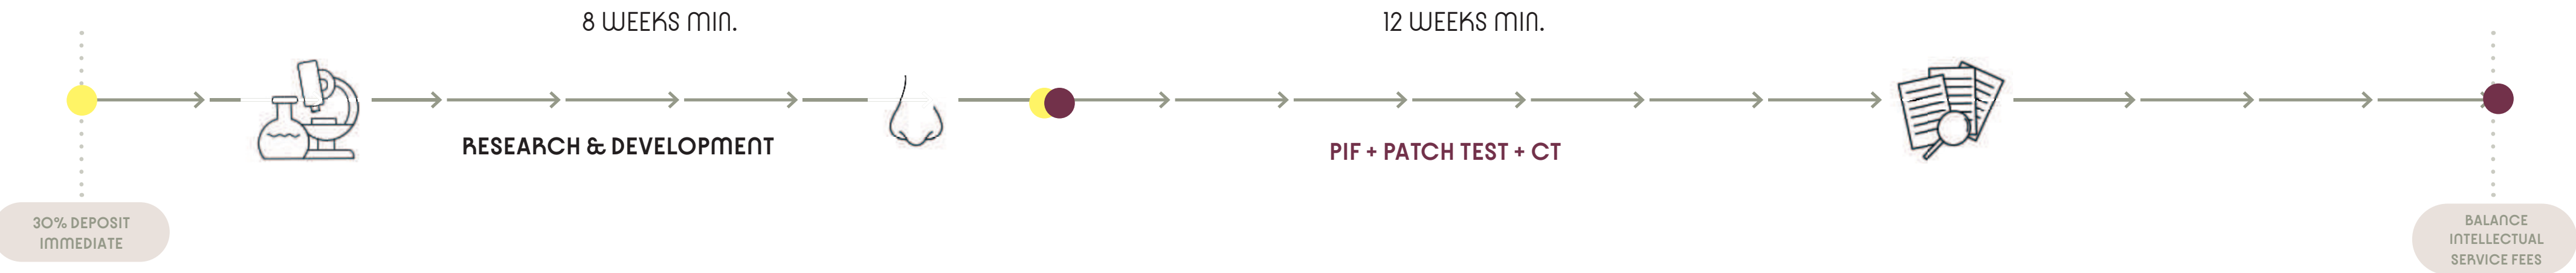 8 WEEKS MIN.
12 WEEKS MIN.
RESEARCH & DEVELOPMENT
PIF + PATCH TEST + CT
30% DEPOSIT
IMMEDIATE
BALANCE
INTELLECTUAL
SERVICE FEES